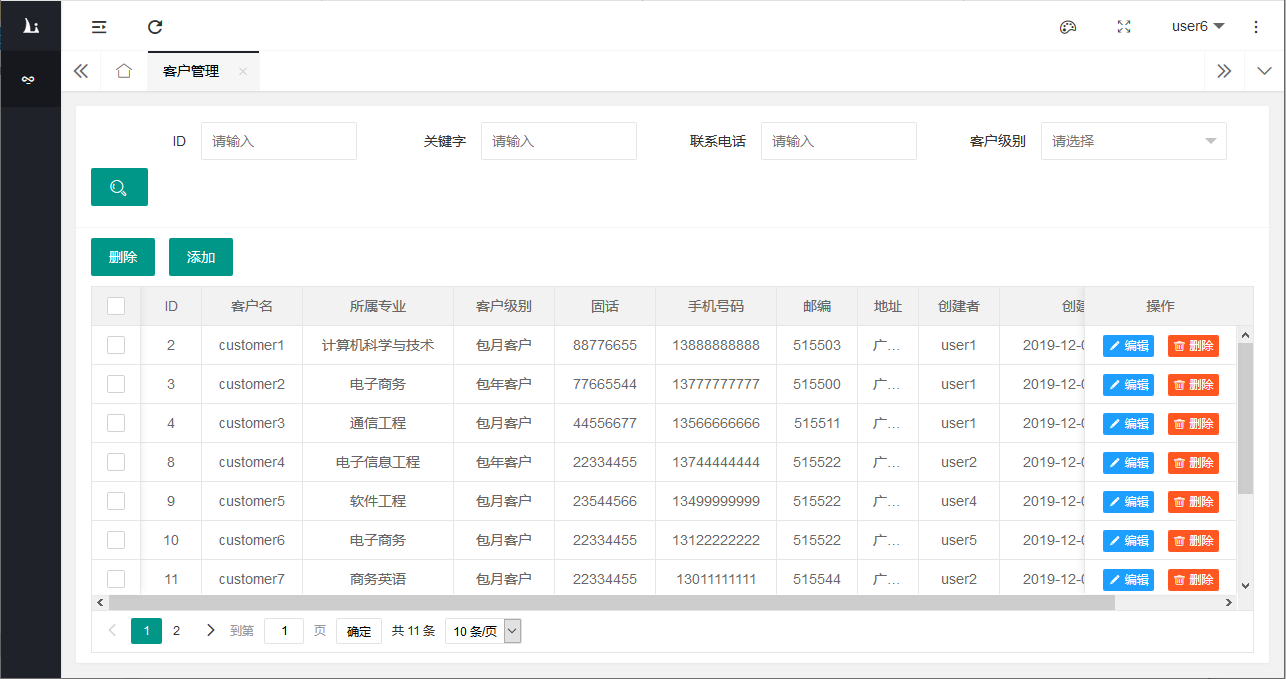 user6
客户管理
ID 请输入 关键字 请输入 联系电话 请输入 客户级别 请选择
删除 添加
ID 客户名 所属专业 客户级别 固话 手机号码 邮编 地址 创建者 创建 操作
2 customer1 计算机科学与技术 包月客户 88776655 13888888888 515503 广... user1 2019-12-0 编辑 删除
3 customer2 电子商务 包年客户 77665544 13777777777 515500 广... user1 2019-12-0 编辑 删除
4 customer3 通信工程 包月客户 44556677 13566666666 515511 广... user1 2019-12-0 编辑 删除
8 customer4 电子信息工程 包年客户 22334455 13744444444 515522 广... user2 2019-12-0 编辑 删除
9 customer5 软件工程 包月客户 23544566 13499999999 515522 广... user4 2019-12-0 编辑 删除
10 customer6 电子商务 包月客户 22334455 13122222222 515522 广... user5 2019-12-0 编辑 删除
11 customer7 商务英语 包月客户 22334455 13011111111 515544 广... user2 2019-12-0 编辑 删除
1 2 到第 1 页 确定 共 11 条 10 条/页